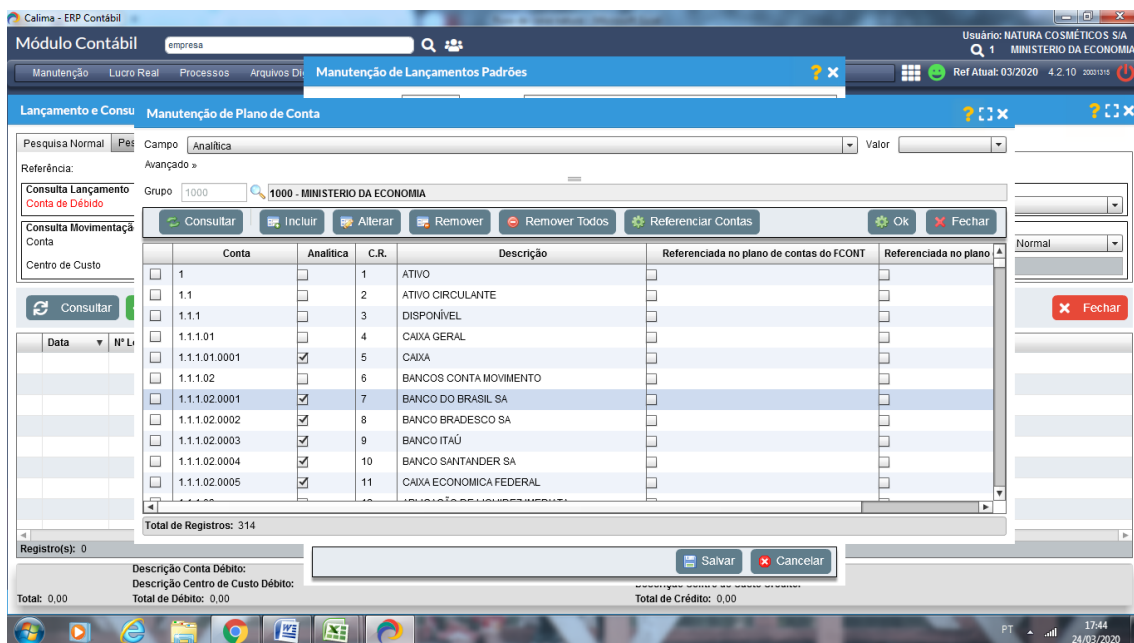 Calima - ERP Contábil
Módulo Contábil
empresa
Usuário: NATURA COSMÉTICOS S/A
1 MINISTERIO DA ECONOMIA
Manutenção Lucro Real Processos Arquivos Di
Manutenção de Lançamentos Padrões
Ref Atual: 03/2020 4.2.10 20031315
Lançamento e Consu
Manutenção de Plano de Conta
Pesquisa Normal Pes
Campo Analítica Valor
Referência:
Avançado »
Consulta Lançamento
Conta de Débido
Grupo 1000 1000 - MINISTERIO DA ECONOMIA
Consulta Movimentaçã
Conta
Normal
Centro de Custo
Consultar Incluir Alterar Remover Remover Todos Referenciar Contas Ok Fechar
Consultar
Fechar
Data Nº L
Conta Analítica C.R. Descrição Referenciada no plano de contas do FCONT Referenciada no plano
1 1 ATIVO
1.1 2 ATIVO CIRCULANTE
1.1.1 3 DISPONÍVEL
1.1.1.01 4 CAIXA GERAL
1.1.1.01.0001 5 CAIXA
1.1.1.02 6 BANCOS CONTA MOVIMENTO
1.1.1.02.0001 7 BANCO DO BRASIL SA
1.1.1.02.0002 8 BANCO BRADESCO SA
1.1.1.02.0003 9 BANCO ITAÚ
1.1.1.02.0004 10 BANCO SANTANDER SA
1.1.1.02.0005 11 CAIXA ECONOMICA FEDERAL
Total de Registros: 314
Registro(s): 0
Salvar Cancelar
Descrição Conta Débito:
Descrição Centro de Custo Débito:
Total: 0,00 Total de Débito: 0,00 Total de Crédito: 0,00
PT 17:44
24/03/2020